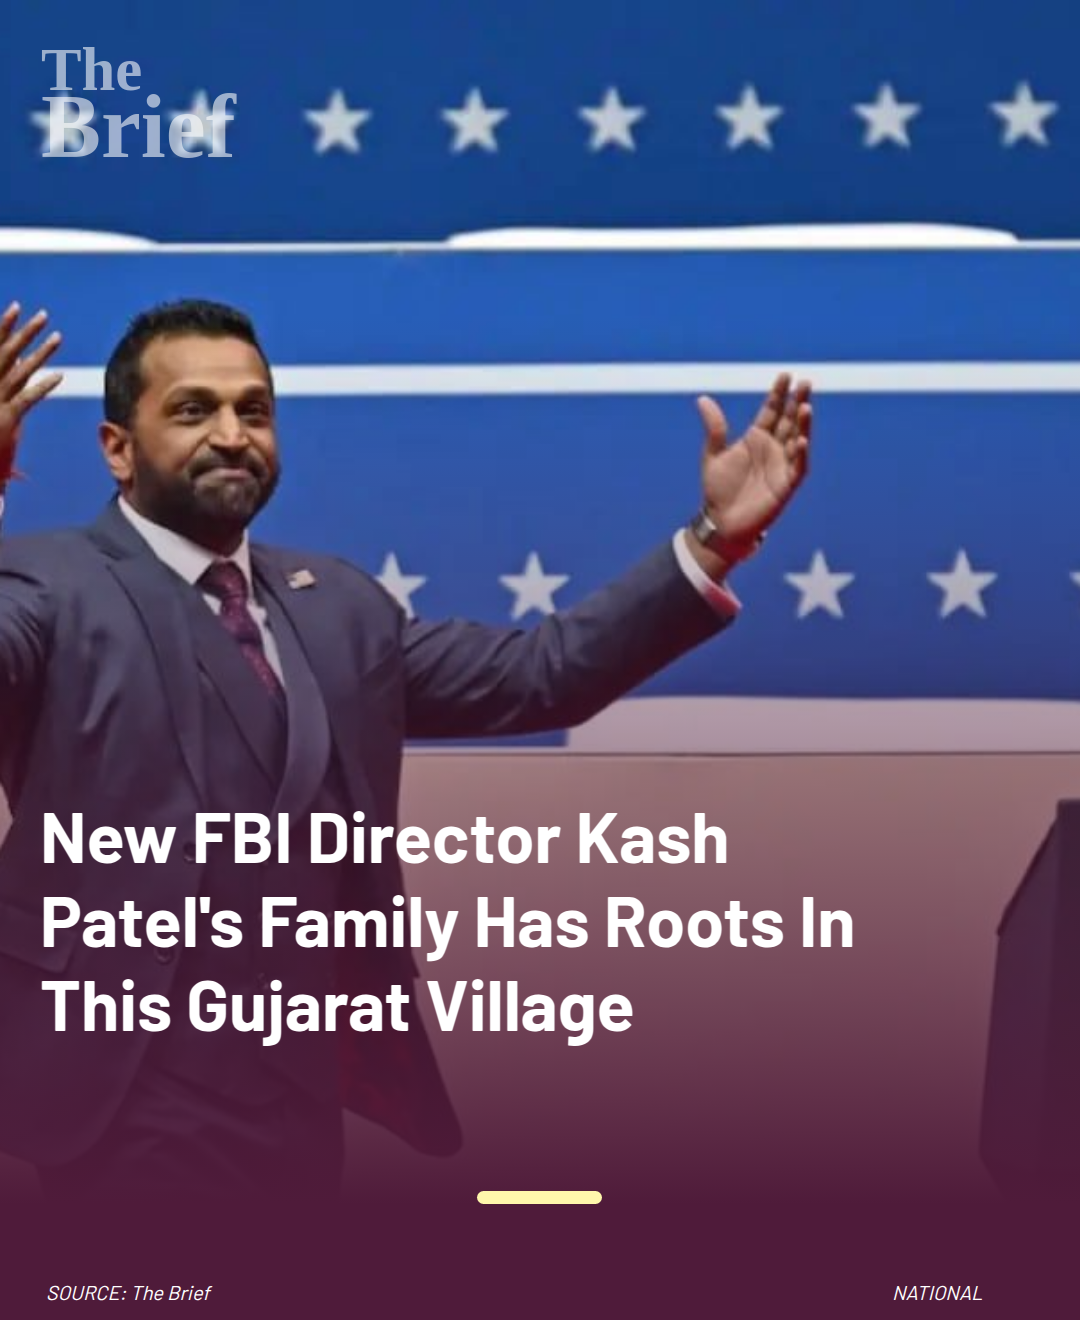 The
Brief
New FBI Director Kash
Patel's Family Has Roots In
This Gujarat Village
SOURCE: The Brief
NATIONAL